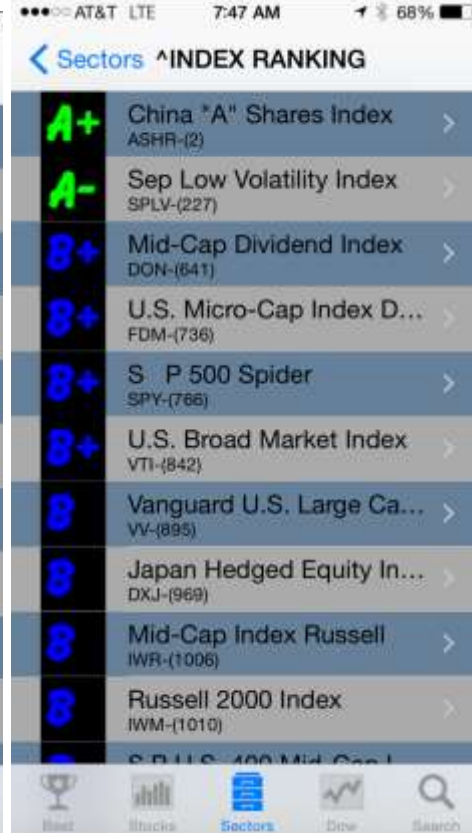 AT&T LTE 7:47 AM 68%
Sectors ^INDEX RANKING
A+ China "A" Shares Index
ASHR-(2)
A- Sep Low Volatility Index
SPLV-(227)
B+ Mid-Cap Dividend Index
DON-(641)
B+ U.S. Micro-Cap Index D...
FDM-(736)
B+ S P 500 Spider
SPY-(766)
B+ U.S. Broad Market Index
VTI-(842)
B Vanguard U.S. Large Ca...
VV-(895)
B Japan Hedged Equity In...
DXJ-(969)
B Mid-Cap Index Russell
IWR-(1006)
B Russell 2000 Index
IWM-(1010)
Best Stocks Sectors Dow Search